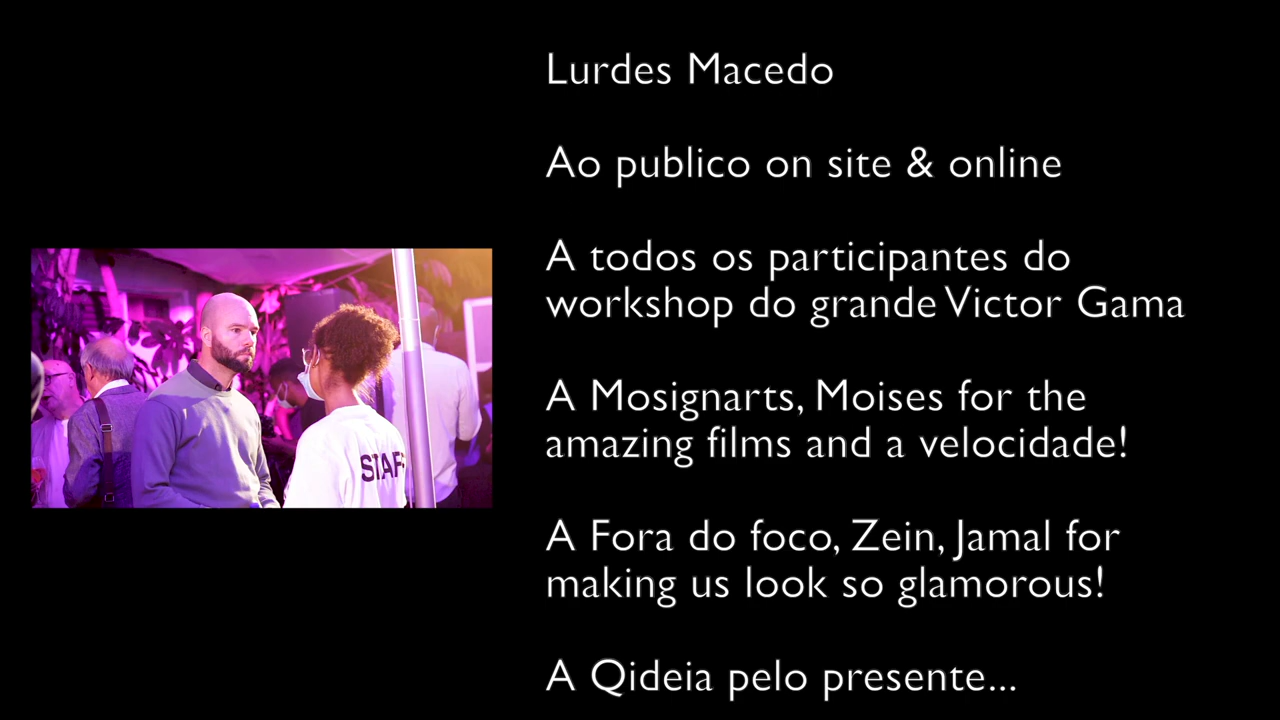 Lurdes Macedo
Ao publico on site & online
A todos os participantes do
workshop do grande Victor Gama
A Mosignarts, Moises for the
amazing films and a velocidade!
A Fora do foco, Zein, Jamal for
making us look so glamorous!
A Qideia pelo presente...
STAFF